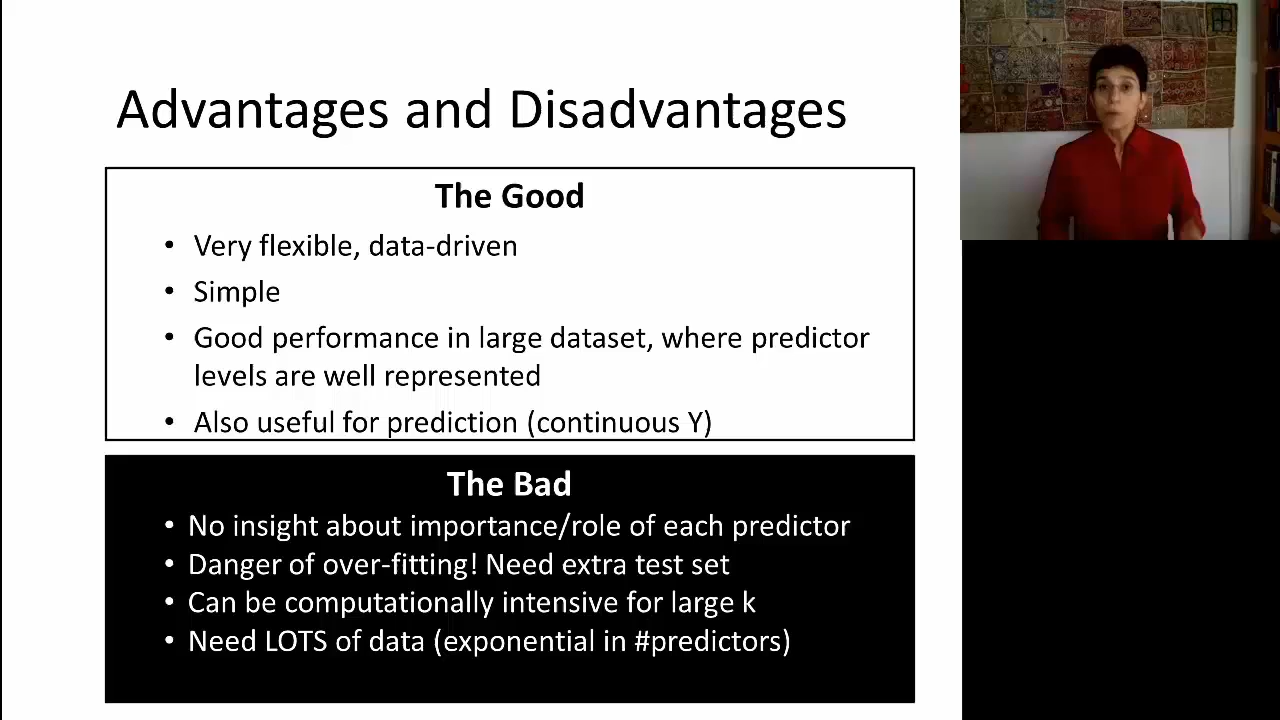 Advantages and Disadvantages
The Good
• Very flexible, data-driven
• Simple
• Good performance in large dataset, where predictor
levels are well represented
• Also useful for prediction (continuous Y)
The Bad
• No insight about importance/role of each predictor
• Danger of over-fitting! Need extra test set
• Can be computationally intensive for large k
• Need LOTS of data (exponential in #predictors)